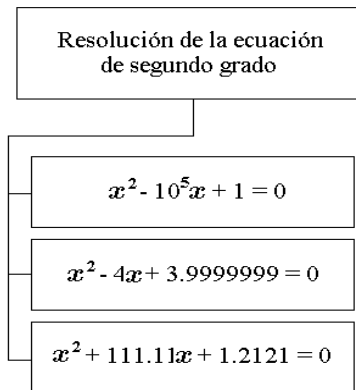 Resolución de la ecuación
de segundo grado
x² - 10⁵x + 1 = 0
x² - 4x + 3.9999999 = 0
x² + 111.11x + 1.2121 = 0